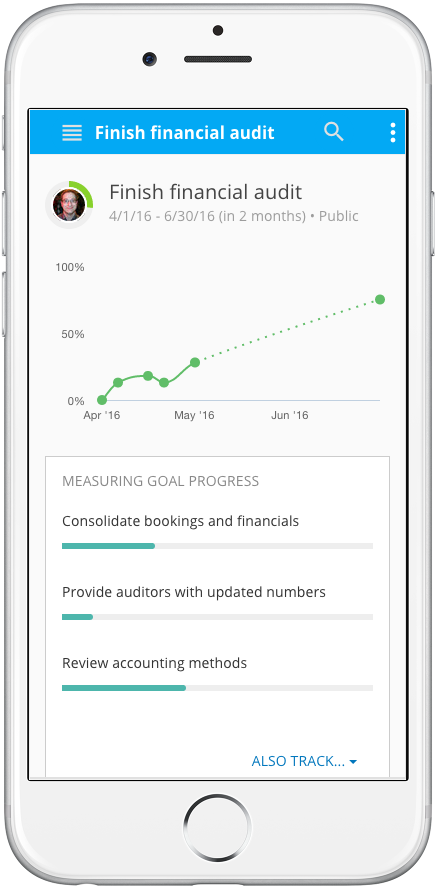 Finish financial audit
Finish financial audit
4/1/16 - 6/30/16 (in 2 months) • Public
100%
50%
0%
Apr '16 May '16 Jun '16
MEASURING GOAL PROGRESS
Consolidate bookings and financials
Provide auditors with updated numbers
Review accounting methods
ALSO TRACK...